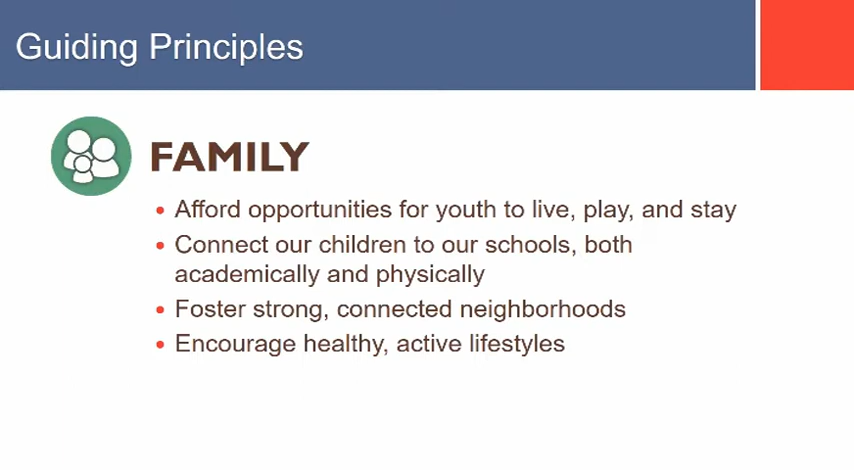 Guiding Principles
FAMILY
• Afford opportunities for youth to live, play, and stay
• Connect our children to our schools, both
academically and physically
• Foster strong, connected neighborhoods
• Encourage healthy, active lifestyles